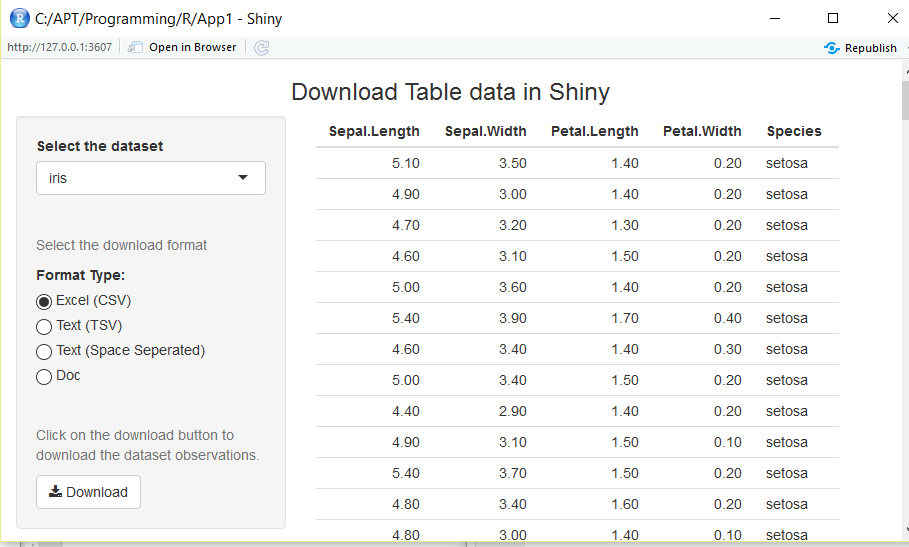 C:/APT/Programming/R/App1 - Shiny
http://127.0.0.1:3607 Open in Browser Republish
Download Table data in Shiny
Select the dataset
iris
Select the download format
Format Type:
Excel (CSV)
Text (TSV)
Text (Space Seperated)
Doc
Click on the download button to
download the dataset observations.
Download
Sepal.Length Sepal.Width Petal.Length Petal.Width Species
5.10 3.50 1.40 0.20 setosa
4.90 3.00 1.40 0.20 setosa
4.70 3.20 1.30 0.20 setosa
4.60 3.10 1.50 0.20 setosa
5.00 3.60 1.40 0.20 setosa
5.40 3.90 1.70 0.40 setosa
4.60 3.40 1.40 0.30 setosa
5.00 3.40 1.50 0.20 setosa
4.40 2.90 1.40 0.20 setosa
4.90 3.10 1.50 0.10 setosa
5.40 3.70 1.50 0.20 setosa
4.80 3.40 1.60 0.20 setosa
4.80 3.00 1.40 0.10 setosa